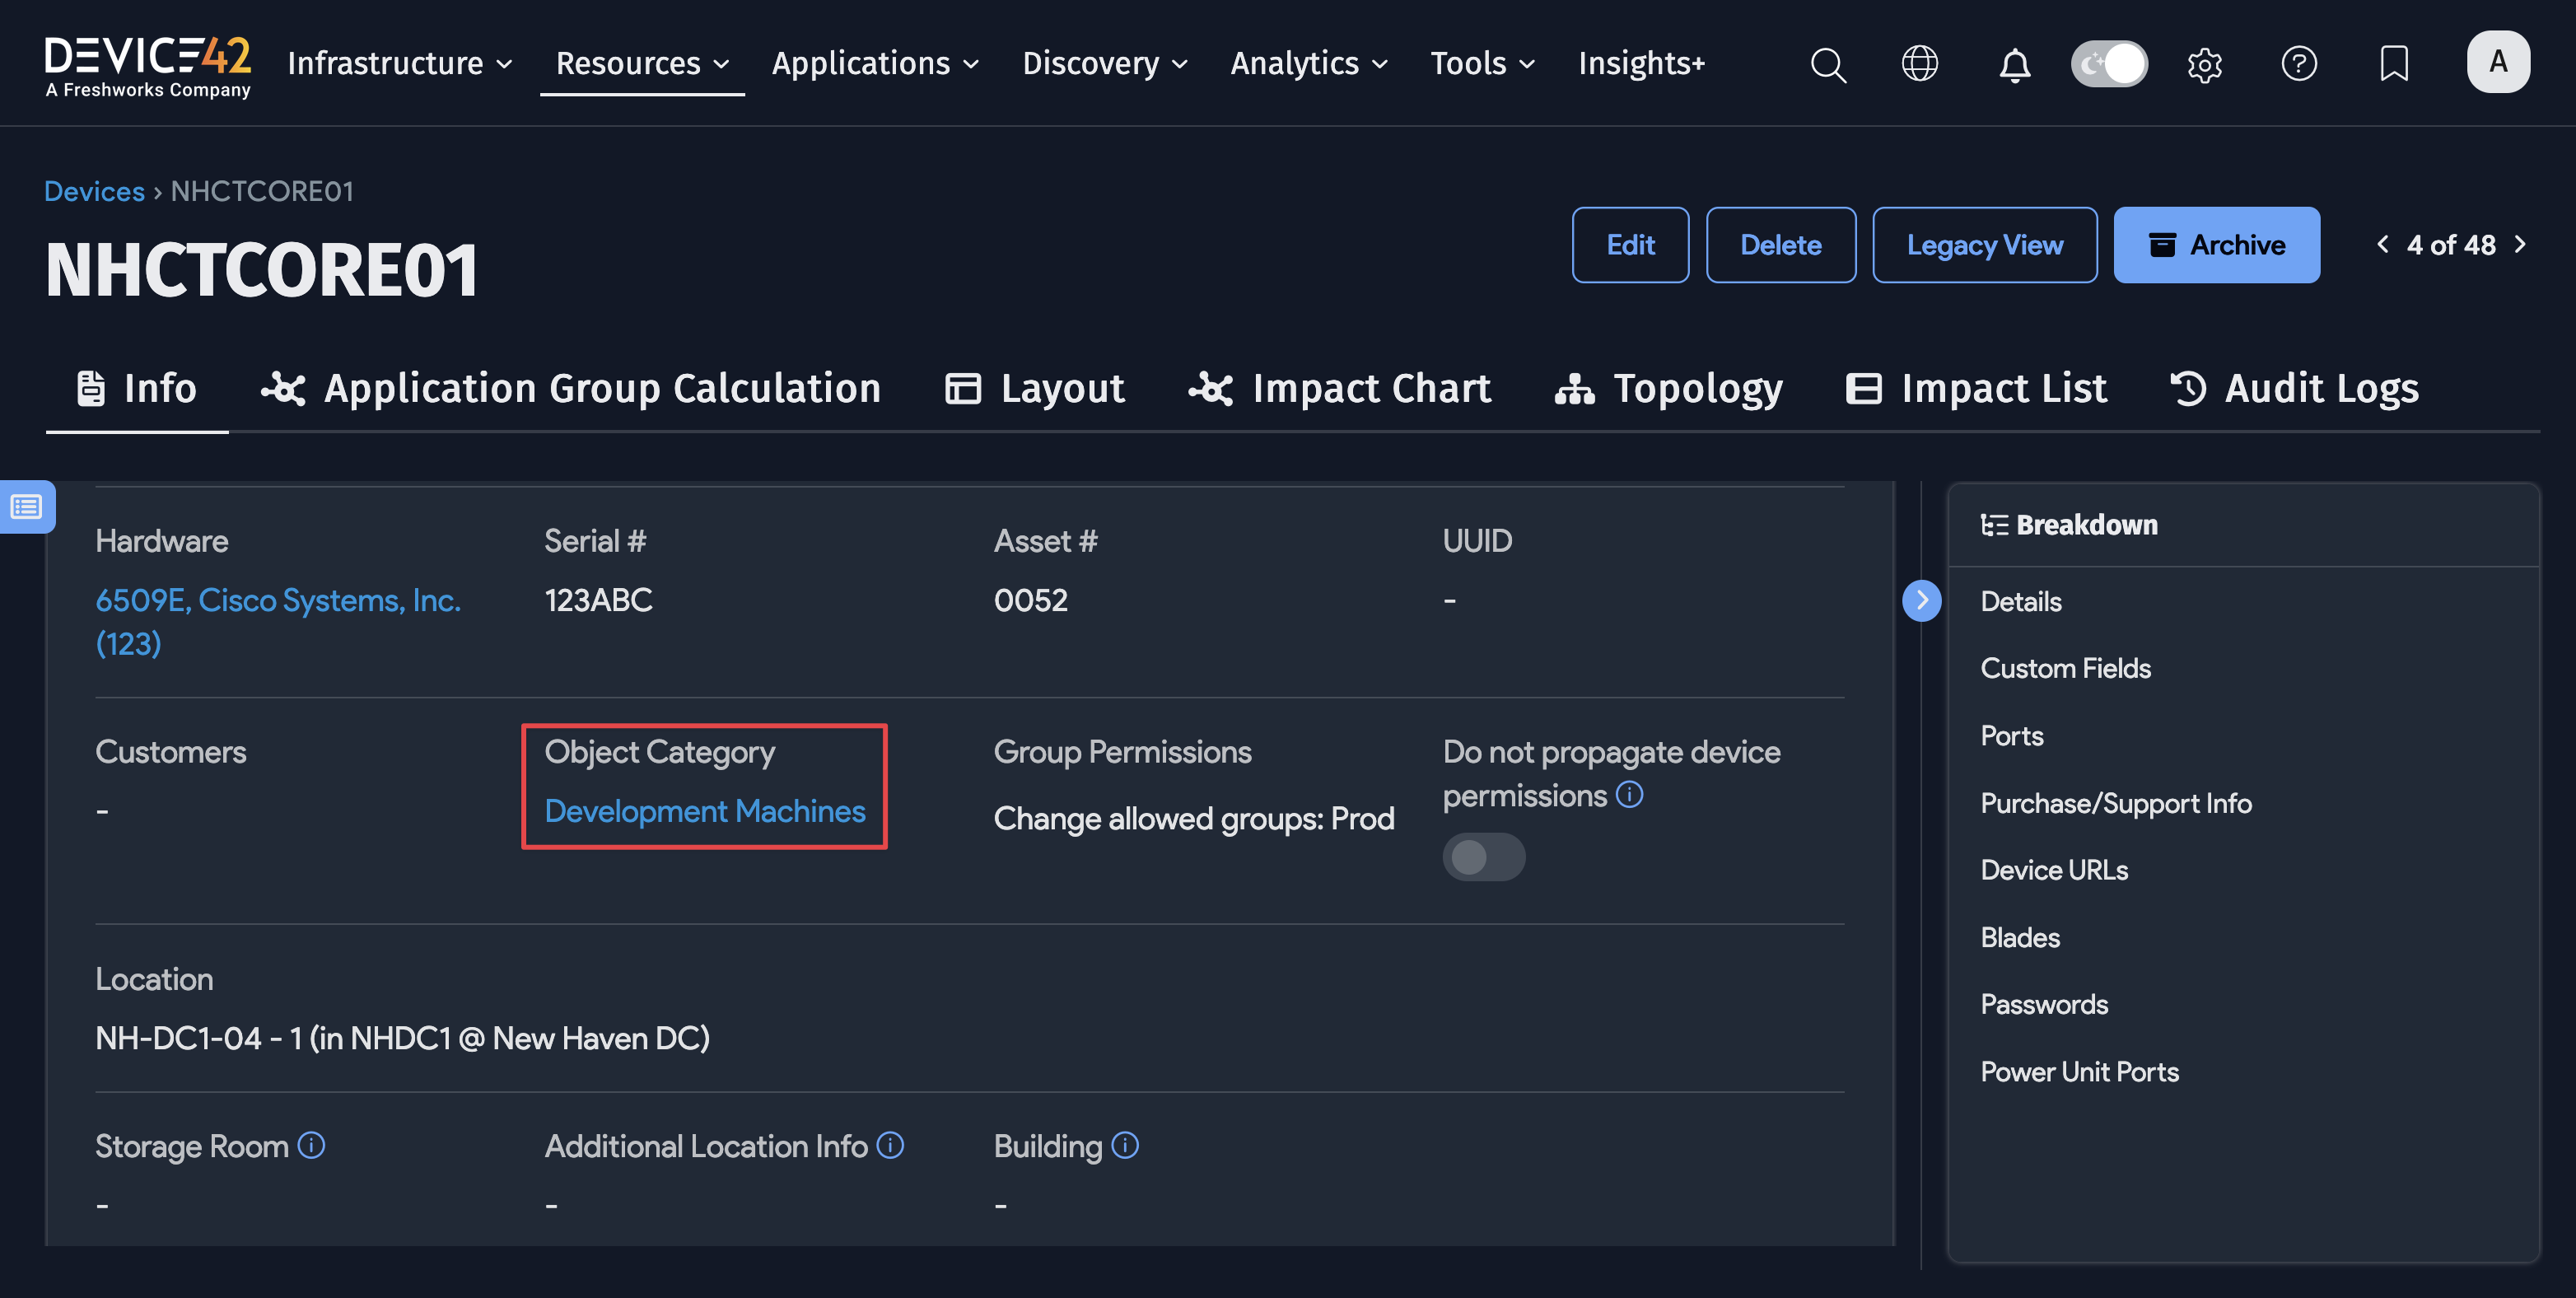 DEVICE42
A Freshworks Company
Infrastructure
Resources
Applications
Discovery
Analytics
Tools
Insights+
A
Devices › NHCTCORE01
NHCTCORE01
Edit
Delete
Legacy View
Archive
4 of 48
Info
Application Group Calculation
Layout
Impact Chart
Topology
Impact List
Audit Logs
Hardware
6509E, Cisco Systems, Inc.
(123)
Serial #
123ABC
Asset #
0052
UUID
-
Customers
-
Object Category
Development Machines
Group Permissions
Change allowed groups: Prod
Do not propagate device
permissions
Location
NH-DC1-04 - 1 (in NHDC1 @ New Haven DC)
Storage Room
-
Additional Location Info
-
Building
-
Breakdown
Details
Custom Fields
Ports
Purchase/Support Info
Device URLs
Blades
Passwords
Power Unit Ports